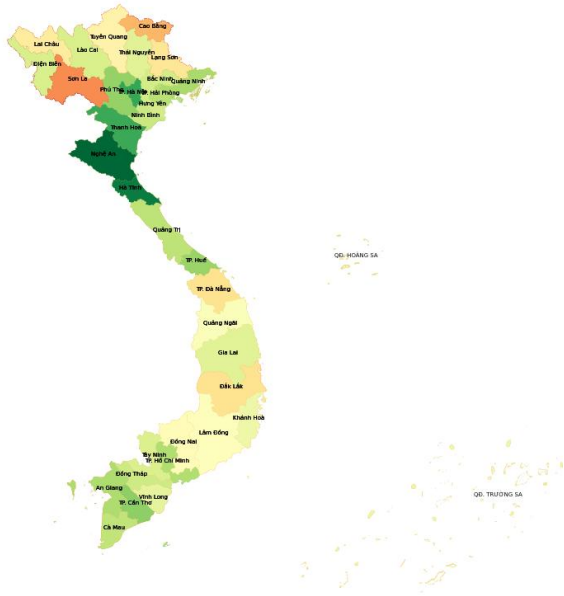 Cao Bằng
Tuyên Quang
Lai Châu
Lào Cai
Thái Nguyên
Lạng Sơn
Điện Biên
Sơn La
Bắc Ninh
Quảng Ninh
Phú Thọ
TP. Hà Nội
TP. Hải Phòng
Hưng Yên
Ninh Bình
Thanh Hoá
Nghệ An
Hà Tĩnh
Quảng Trị
TP. Huế
QĐ. HOÀNG SA
TP. Đà Nẵng
Quảng Ngãi
Gia Lai
Đắk Lắk
Khánh Hoà
Lâm Đồng
Đồng Nai
Tây Ninh
TP. Hồ Chí Minh
Đồng Tháp
An Giang
Vĩnh Long
TP. Cần Thơ
QĐ. TRƯỜNG SA
Cà Mau